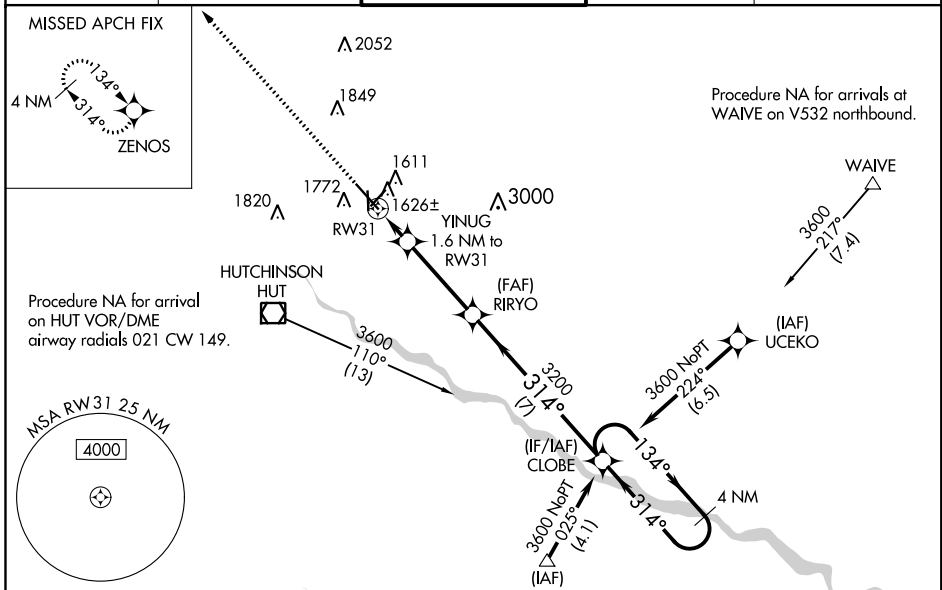 MISSED APCH FIX
134°
4 NM
314°
ZENOS
2052
1849
Procedure NA for arrivals at
WAIVE on V532 northbound.
WAIVE
3600
217°
(7.4)
1611
1772
1626±
1820
3000
RW31
YINUG
1.6 NM to
RW31
HUTCHINSON
HUT
(FAF)
RIRYO
Procedure NA for arrival
on HUT VOR/DME
airway radials 021 CW 149.
3600
110°
(13)
(IAF)
UCEKO
3600 NoPT
224°
(6.5)
3200
314°
(7)
MSA RW31 25 NM
4000
(IF/IAF)
CLOBE
134°
314°
4 NM
3600 NoPT
025°
(4.1)
(IAF)